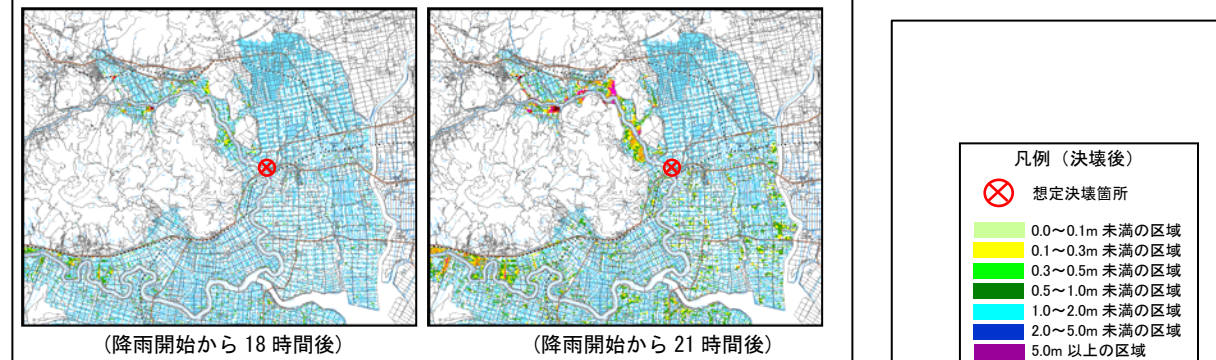 (降雨開始から 18 時間後)
(降雨開始から 21 時間後)
凡例（決壊後）
想定決壊箇所
0.0～0.1m 未満の区域
0.1～0.3m 未満の区域
0.3～0.5m 未満の区域
0.5～1.0m 未満の区域
1.0～2.0m 未満の区域
2.0～5.0m 未満の区域
5.0m 以上の区域